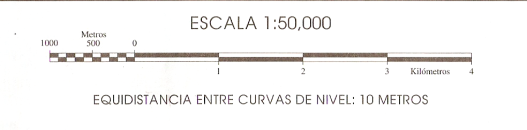 ESCALA 1:50,000
Metros
1000 500 0
1 2 3 Kilómetros 4
EQUIDISTANCIA ENTRE CURVAS DE NIVEL: 10 METROS